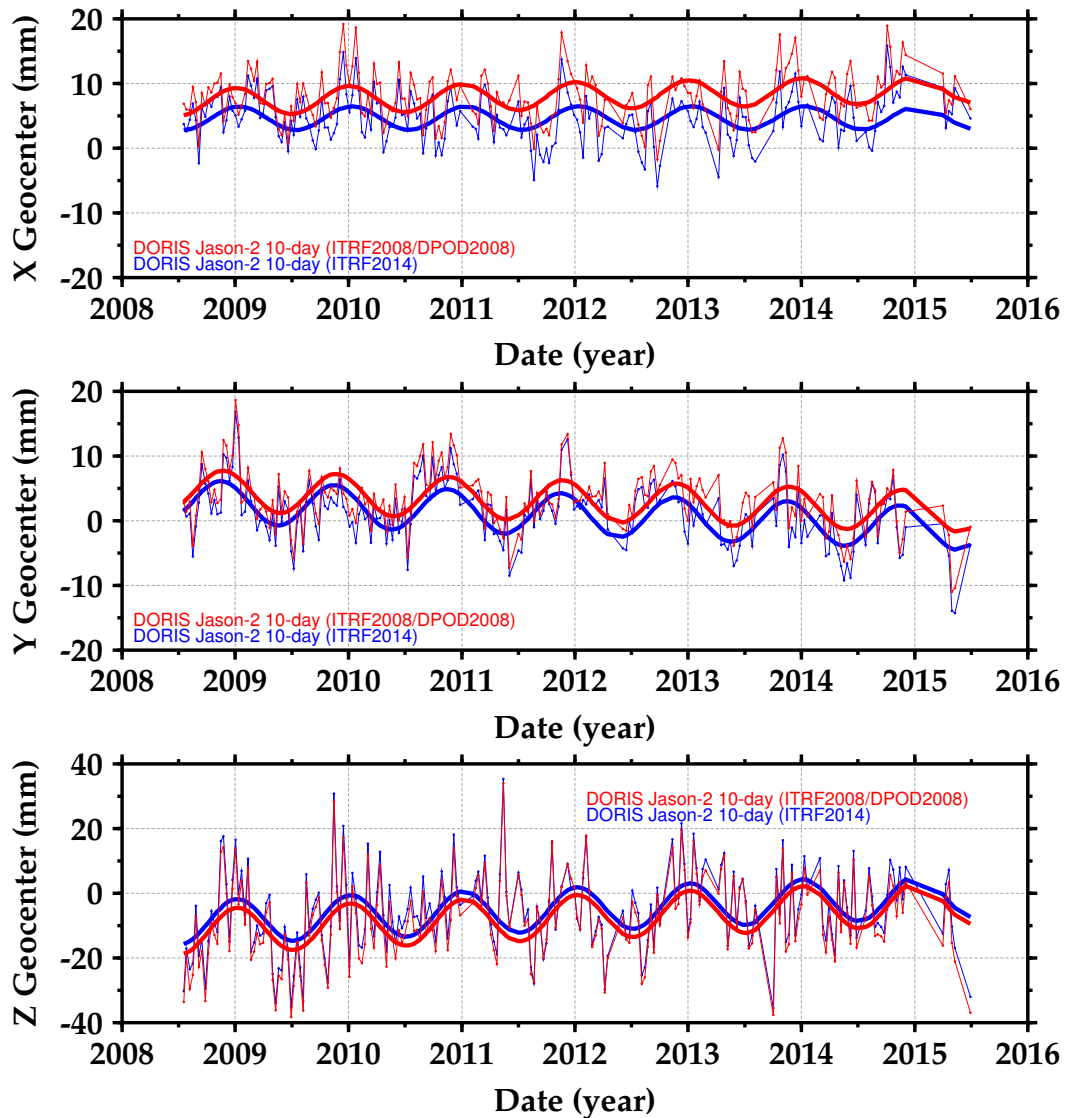 20
10
0
-10
-20
X Geocenter (mm)
DORIS Jason-2 10-day (ITRF2008/DPOD2008)
DORIS Jason-2 10-day (ITRF2014)
2008 2009 2010 2011 2012 2013 2014 2015 2016
Date (year)
20
10
0
-10
-20
Y Geocenter (mm)
DORIS Jason-2 10-day (ITRF2008/DPOD2008)
DORIS Jason-2 10-day (ITRF2014)
2008 2009 2010 2011 2012 2013 2014 2015 2016
Date (year)
40
20
0
-20
-40
Z Geocenter (mm)
DORIS Jason-2 10-day (ITRF2008/DPOD2008)
DORIS Jason-2 10-day (ITRF2014)
2008 2009 2010 2011 2012 2013 2014 2015 2016
Date (year)